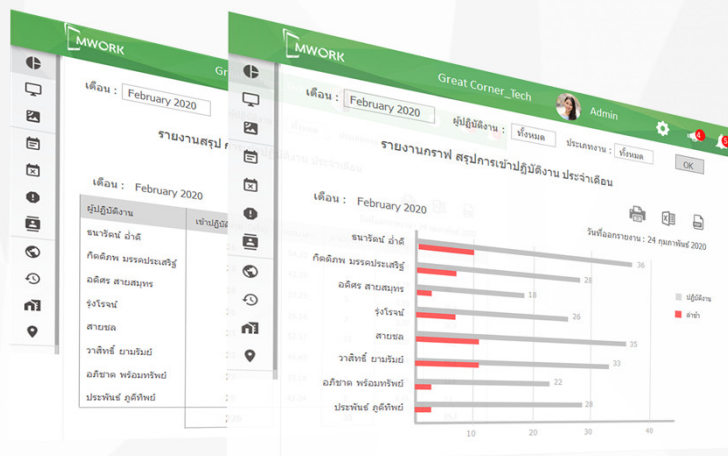 MWORK
Gr
เดือน : February 2020
รายงานสรุป
เดือน : February 2020
ผู้ปฏิบัติงาน
ธนารัตน์ อ่ำดี
กิตติภพ มรรคประเสริฐ์
อดิศร สายสมุทร
รุ่งโรจน์
สายชล
วาสิทธิ์ ยามรัมย์
อภิชาต พร้อมทรัพย์
ประพันธ์ ภูดีทิพย์
MWORK
Great Corner_Tech
Admin
4
เดือน : February 2020 ผู้ปฏิบัติงาน : ทั้งหมด ประเภทงาน : ทั้งหมด OK
รายงานกราฟ สรุปการเข้าปฏิบัติงาน ประจำเดือน
เดือน : February 2020
วันที่ออกรายงาน : 24 กุมภาพันธ์ 2020
ธนารัตน์ อ่ำดี 36
กิตติภพ มรรคประเสริฐ์ 28
อดิศร สายสมุทร 18
รุ่งโรจน์ 26
สายชล 35
วาสิทธิ์ ยามรัมย์ 33
อภิชาต พร้อมทรัพย์ 22
ประพันธ์ ภูดีทิพย์ 28
ปฏิบัติงาน
ล่าช้า
10 20 30 40